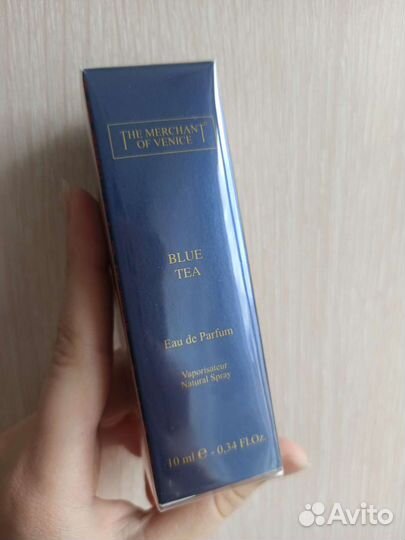 THE MERCHANT
OF VENICE
BLUE
TEA
Eau de Parfum
Vaporisateur
Natural Spray
10 ml ℮ - 0.34 Fl.Oz.
Avito